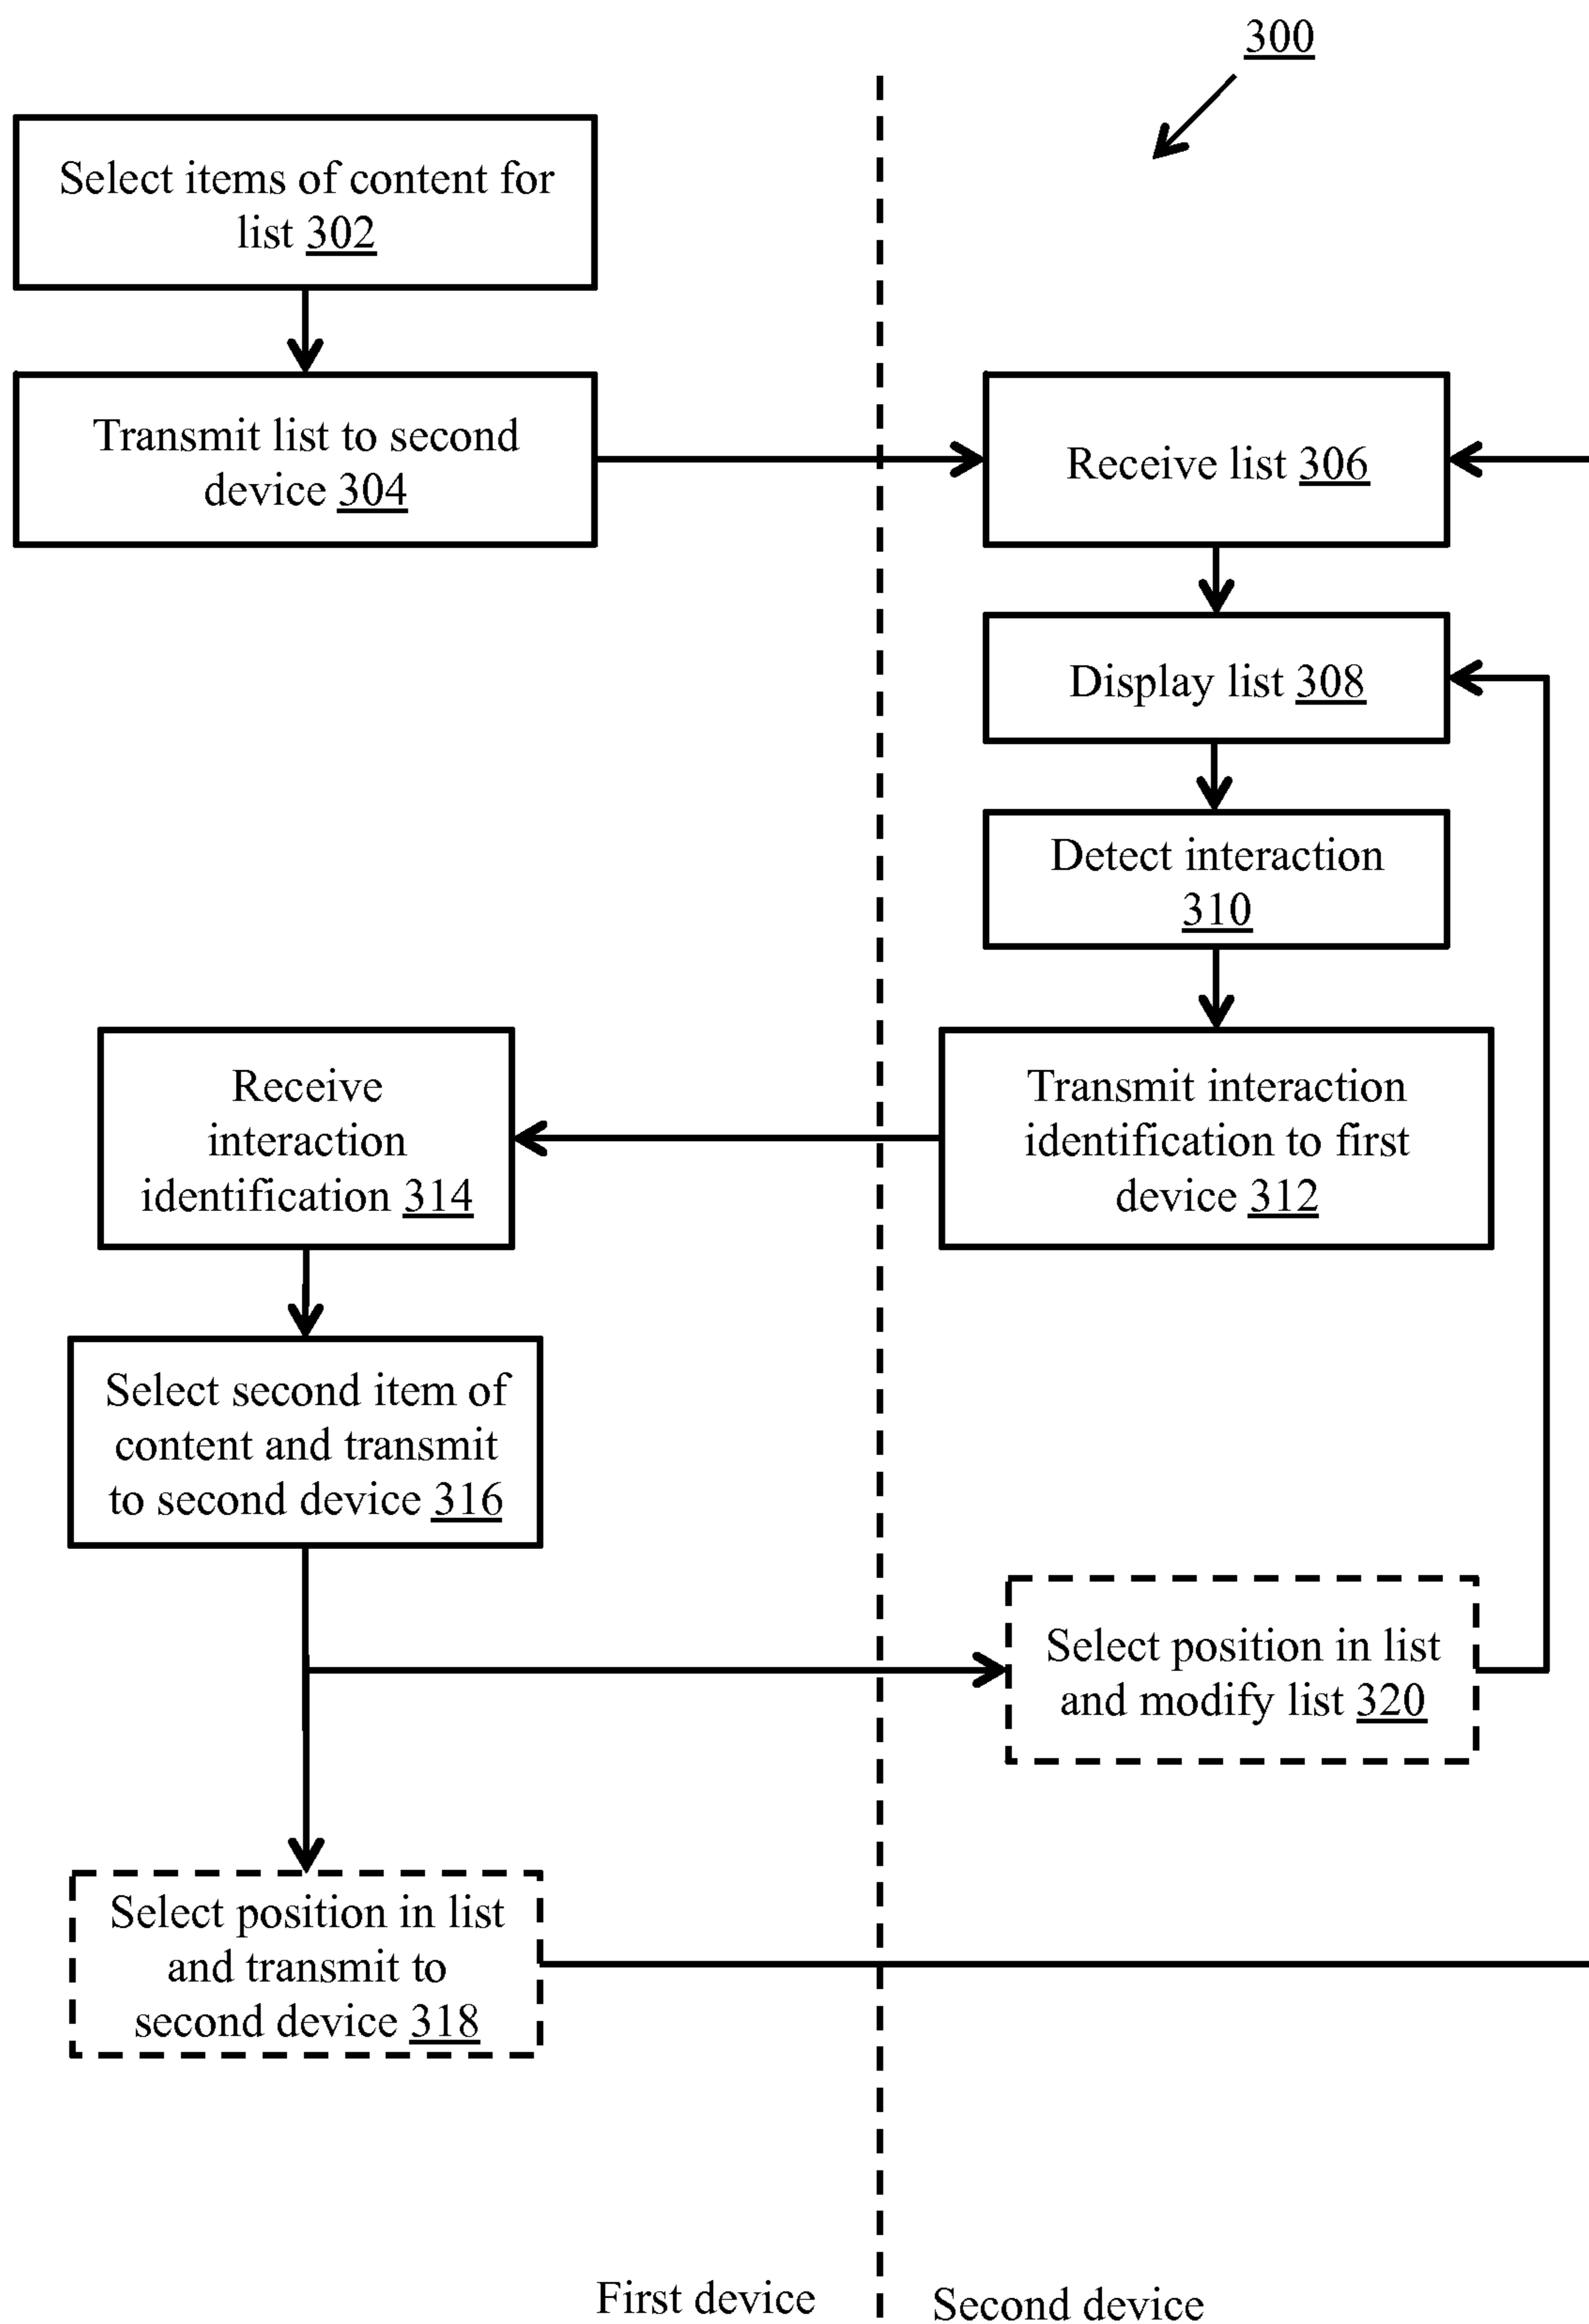 300
Select items of content for
list 302
Transmit list to second
device 304
Receive list 306
Display list 308
Detect interaction
310
Transmit interaction
identification to first
device 312
Receive
interaction
identification 314
Select second item of
content and transmit
to second device 316
Select position in list
and modify list 320
Select position in list
and transmit to
second device 318
First device
Second device